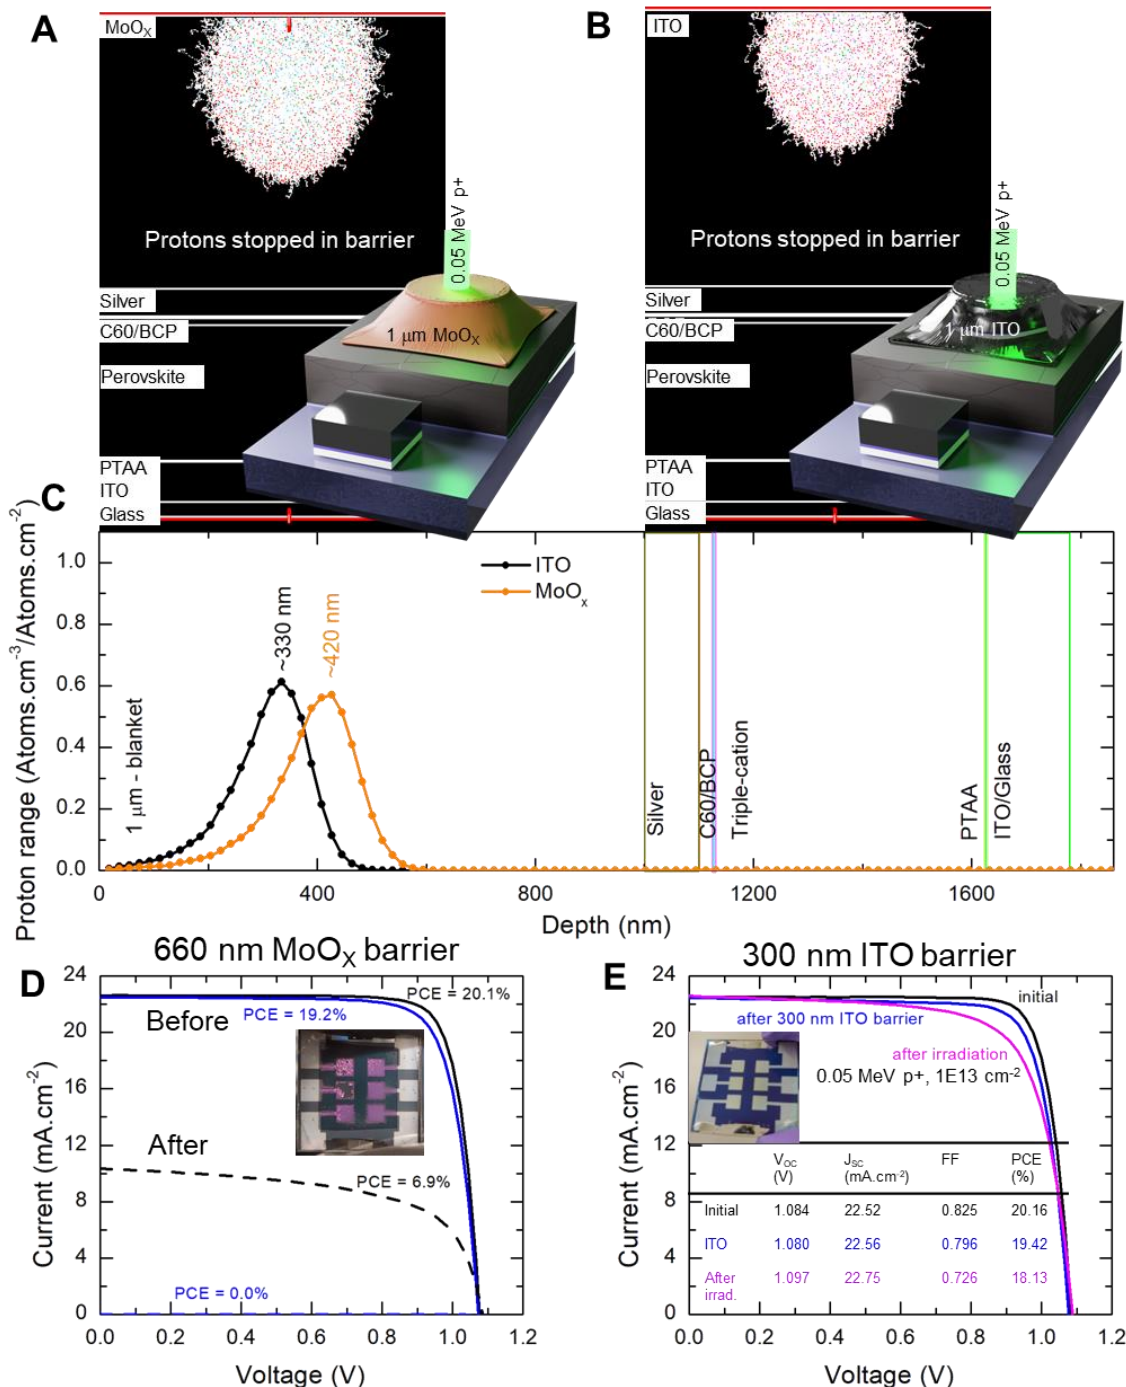 A
MoOX
Protons stopped in barrier
0.05 MeV p+
1 μm MoOX
Silver
C60/BCP
Perovskite
PTAA
ITO
Glass
B
ITO
Protons stopped in barrier
0.05 MeV p+
1 μm ITO
Silver
C60/BCP
Perovskite
PTAA
ITO
Glass
C
Proton range (Atoms.cm-3/Atoms.cm-2)
1.0
0.8
0.6
0.4
0.2
0.0
ITO
MoOx
~330 nm
~420 nm
1 μm - blanket
Silver
C60/BCP
Triple-cation
PTAA
ITO/Glass
0 400 800 1200 1600
Depth (nm)
660 nm MoOX barrier
D
Current (mA.cm-2)
24
20
16
12
8
4
0
PCE = 20.1%
PCE = 19.2%
Before
After
PCE = 6.9%
PCE = 0.0%
0.0 0.2 0.4 0.6 0.8 1.0 1.2
Voltage (V)
300 nm ITO barrier
E
Current (mA.cm-2)
24
20
16
12
8
4
0
initial
after 300 nm ITO barrier
after irradiation
0.05 MeV p+, 1E13 cm-2
VOC (V) JSC (mA.cm-2) FF PCE (%)
Initial 1.084 22.52 0.825 20.16
ITO 1.080 22.56 0.796 19.42
After irrad. 1.097 22.75 0.726 18.13
0.0 0.2 0.4 0.6 0.8 1.0 1.2
Voltage (V)